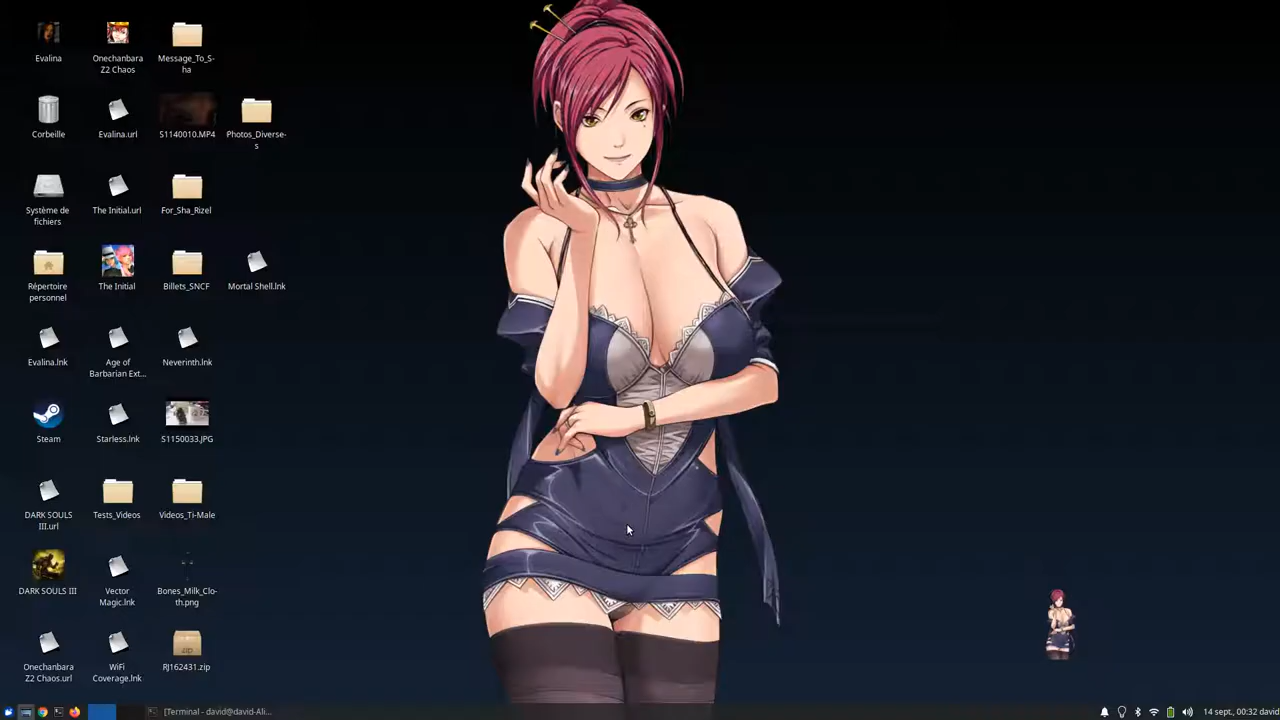 Evalina
Onechanbara
Z2 Chaos
Message_To_S-
ha
Corbeille
Evalina.url
S1140010.MP4
Photos_Diverse-
s
Système de
fichiers
The Initial.url
For_Sha_Rizel
Répertoire
personnel
The Initial
Billets_SNCF
Mortal Shell.lnk
Evalina.lnk
Age of
Barbarian Ext...
Neverinth.lnk
Steam
Starless.lnk
S1150033.JPG
DARK SOULS
III.url
Tests_Videos
Videos_Ti-Male
DARK SOULS III
Vector
Magic.lnk
Bones_Milk_Clo-
th.png
Onechanbara
Z2 Chaos.url
WiFi
Coverage.lnk
zip
RJ162431.zip
[Terminal - david@david-Ali...
14 sept., 00:32 david